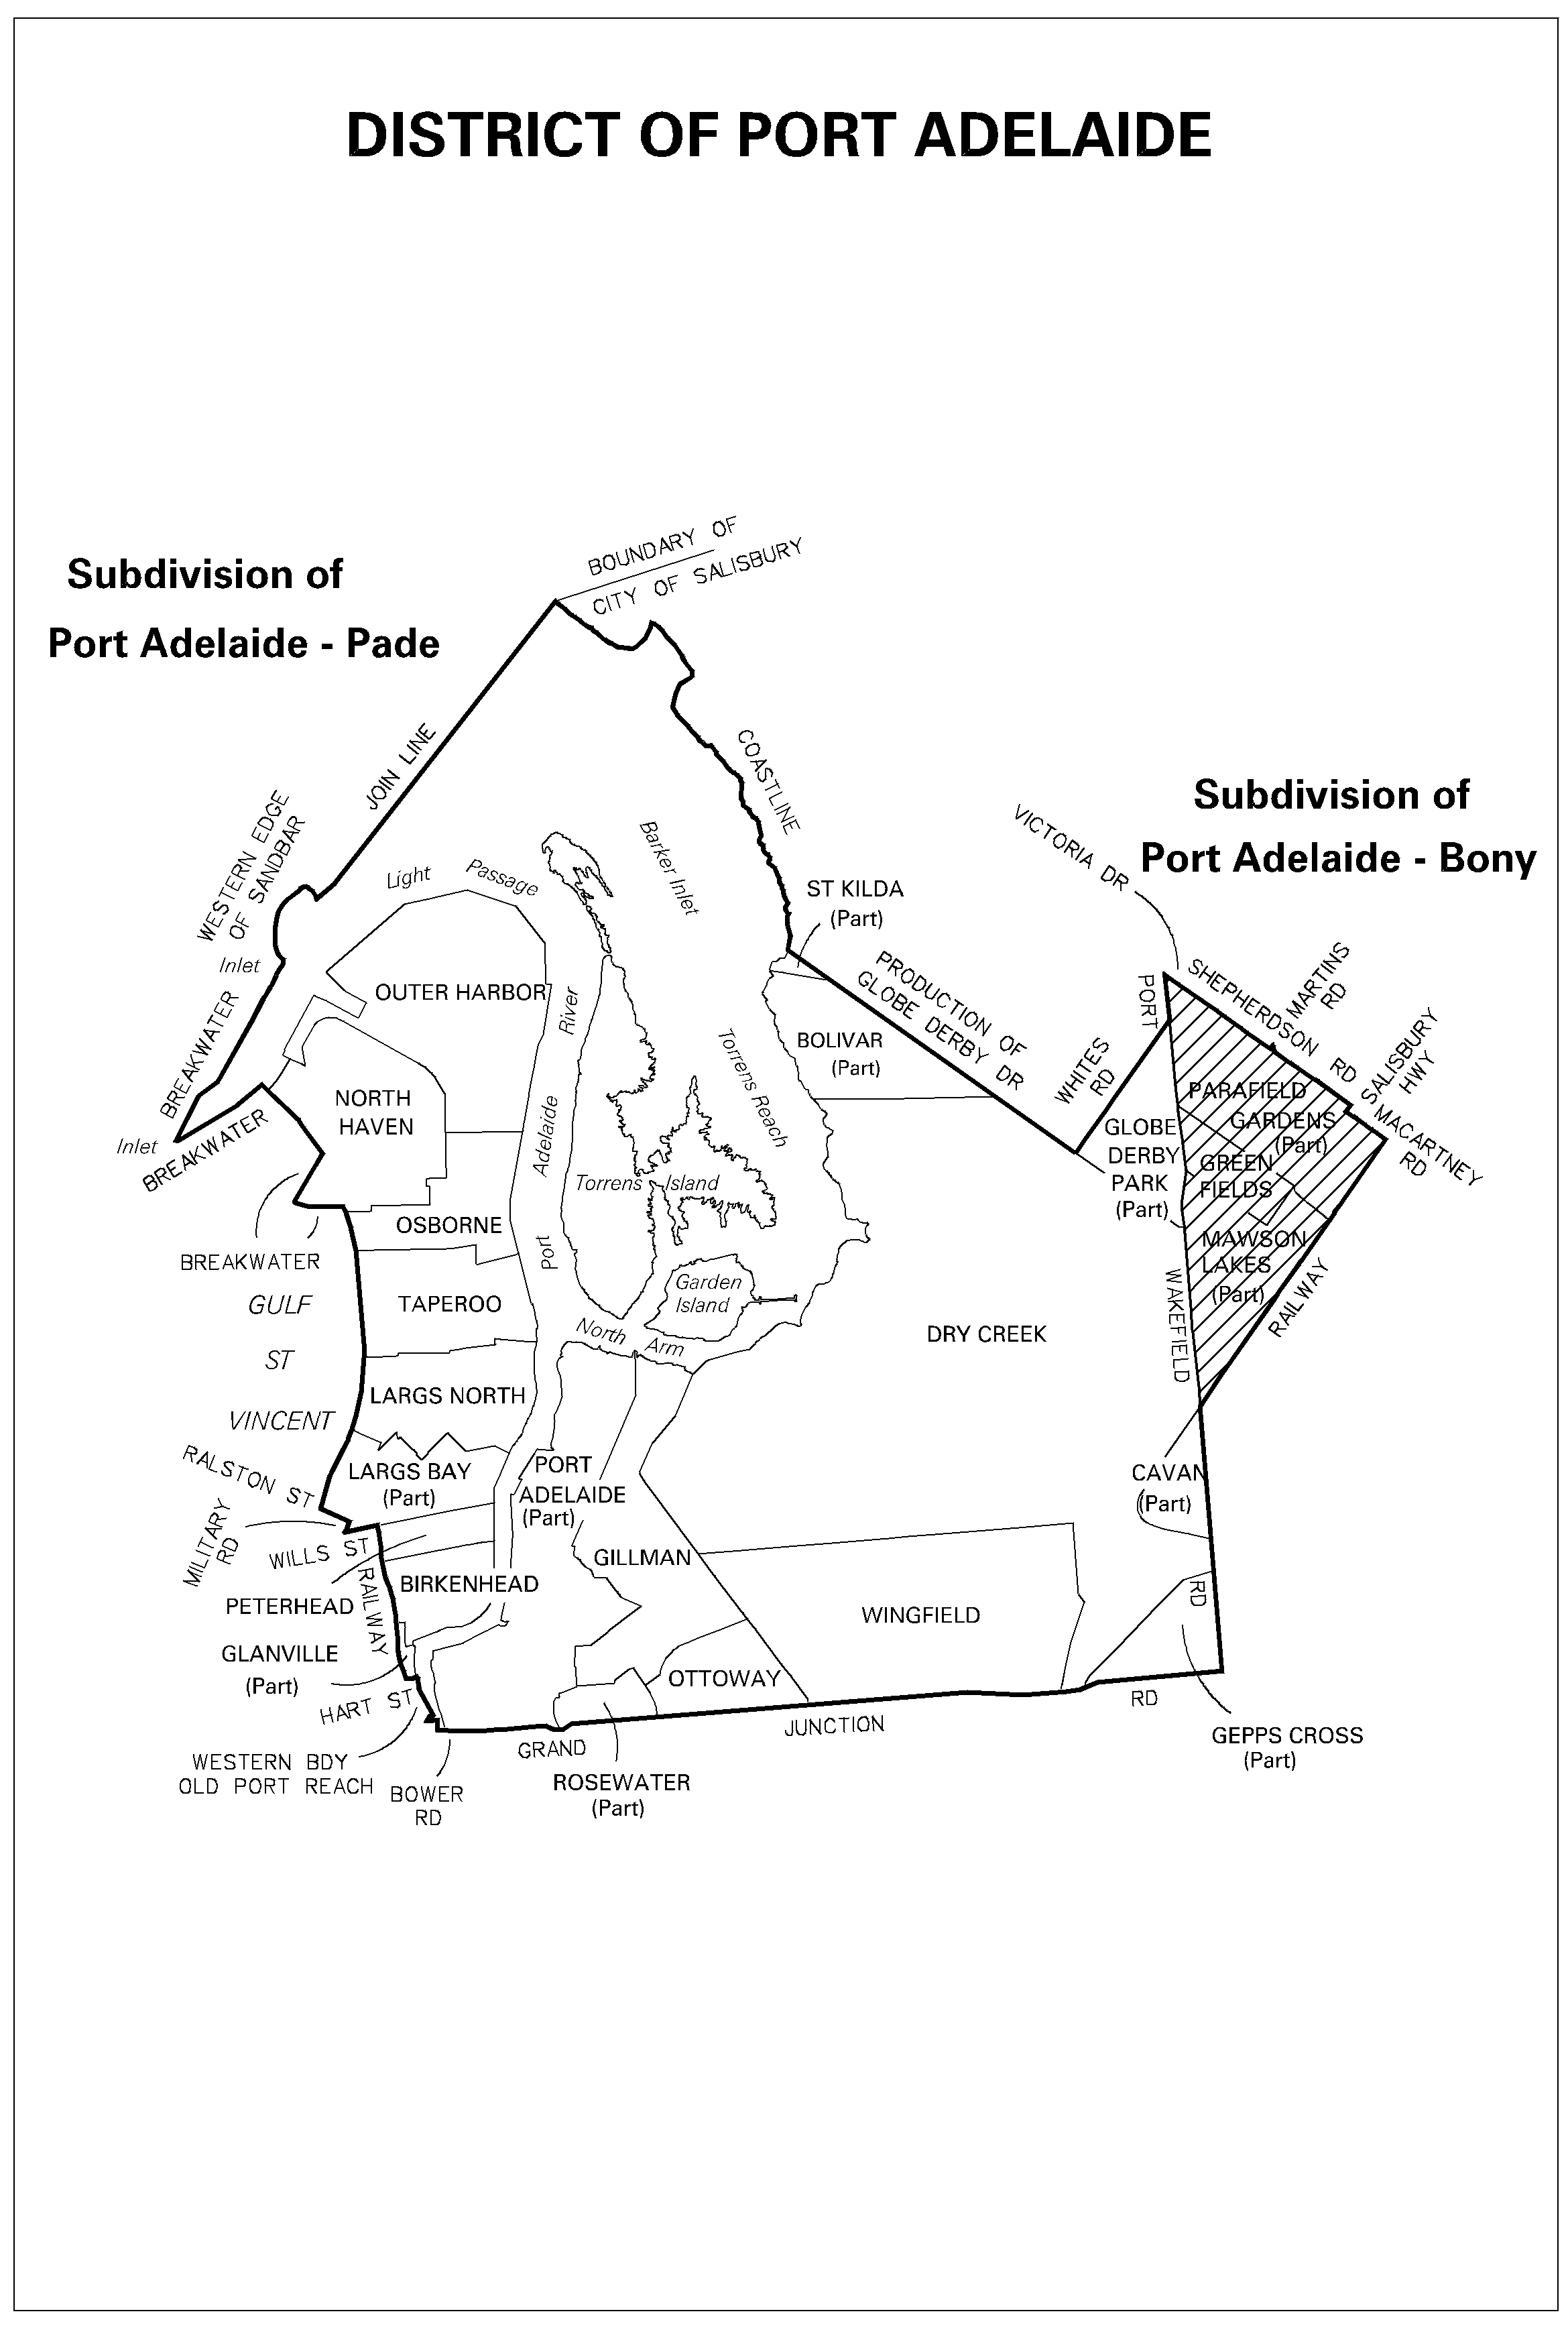 DISTRICT OF PORT ADELAIDE
Subdivision of
Port Adelaide - Pade
BOUNDARY OF
CITY OF SALISBURY
JOIN LINE
COASTLINE
WESTERN EDGE
OF SANDBAR
Subdivision of
Port Adelaide - Bony
VICTORIA DR
Light Passage
Barker Inlet
ST KILDA
(Part)
Inlet
OUTER HARBOR
PRODUCTION OF
GLOBE DERBY DR
PORT
SHEPHERDSON RD
MARTINS
RD
SALISBURY
HWY
BREAKWATER
River
Adelaide
Port
BOLIVAR
(Part)
Torrens Reach
WHITES
RD
PARAFIELD
GARDENS
(Part)
S MACARTNEY
RD
NORTH
HAVEN
Inlet
BREAKWATER
GLOBE
DERBY
PARK
(Part)
GREEN
FIELDS
Torrens Island
OSBORNE
MAWSON
LAKES
(Part)
BREAKWATER
GULF
ST
VINCENT
TAPEROO
Garden
Island
WAKEFIELD
RAILWAY
North Arm
DRY CREEK
LARGS NORTH
RALSTON ST
LARGS BAY
(Part)
PORT
ADELAIDE
(Part)
CAVAN
(Part)
MILITARY
RD
WILLS ST
GILLMAN
BIRKENHEAD
RAILWAY
PETERHEAD
WINGFIELD
RD
GLANVILLE
(Part)
OTTOWAY
HART ST
RD
JUNCTION
GRAND
GEPPS CROSS
(Part)
WESTERN BDY
OLD PORT REACH
BOWER
RD
ROSEWATER
(Part)